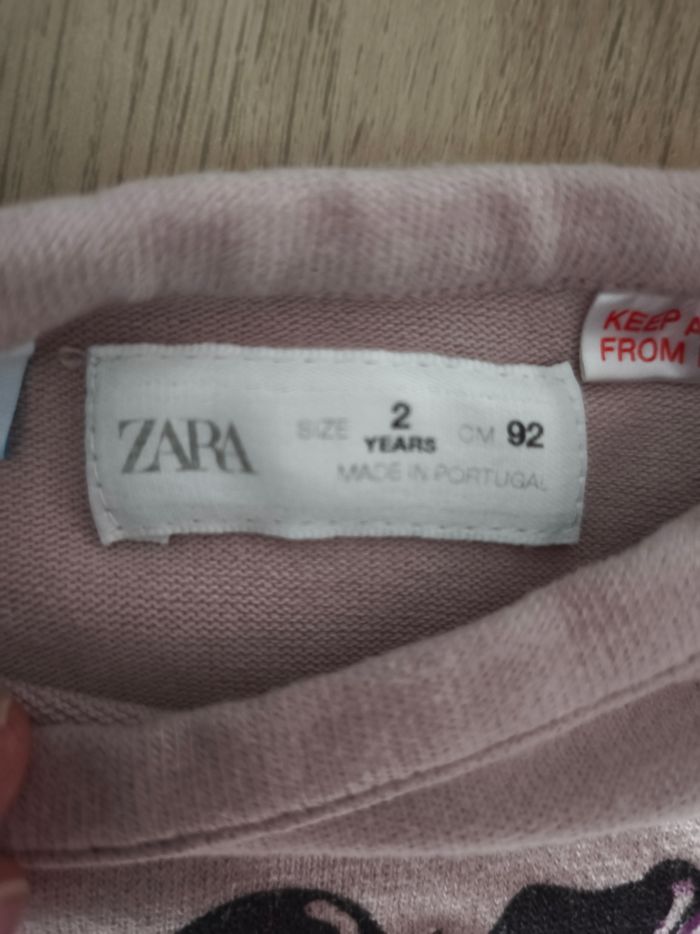 ZARA
SIZE 2 YEARS CM 92
MADE IN PORTUGAL
KEEP
FROM